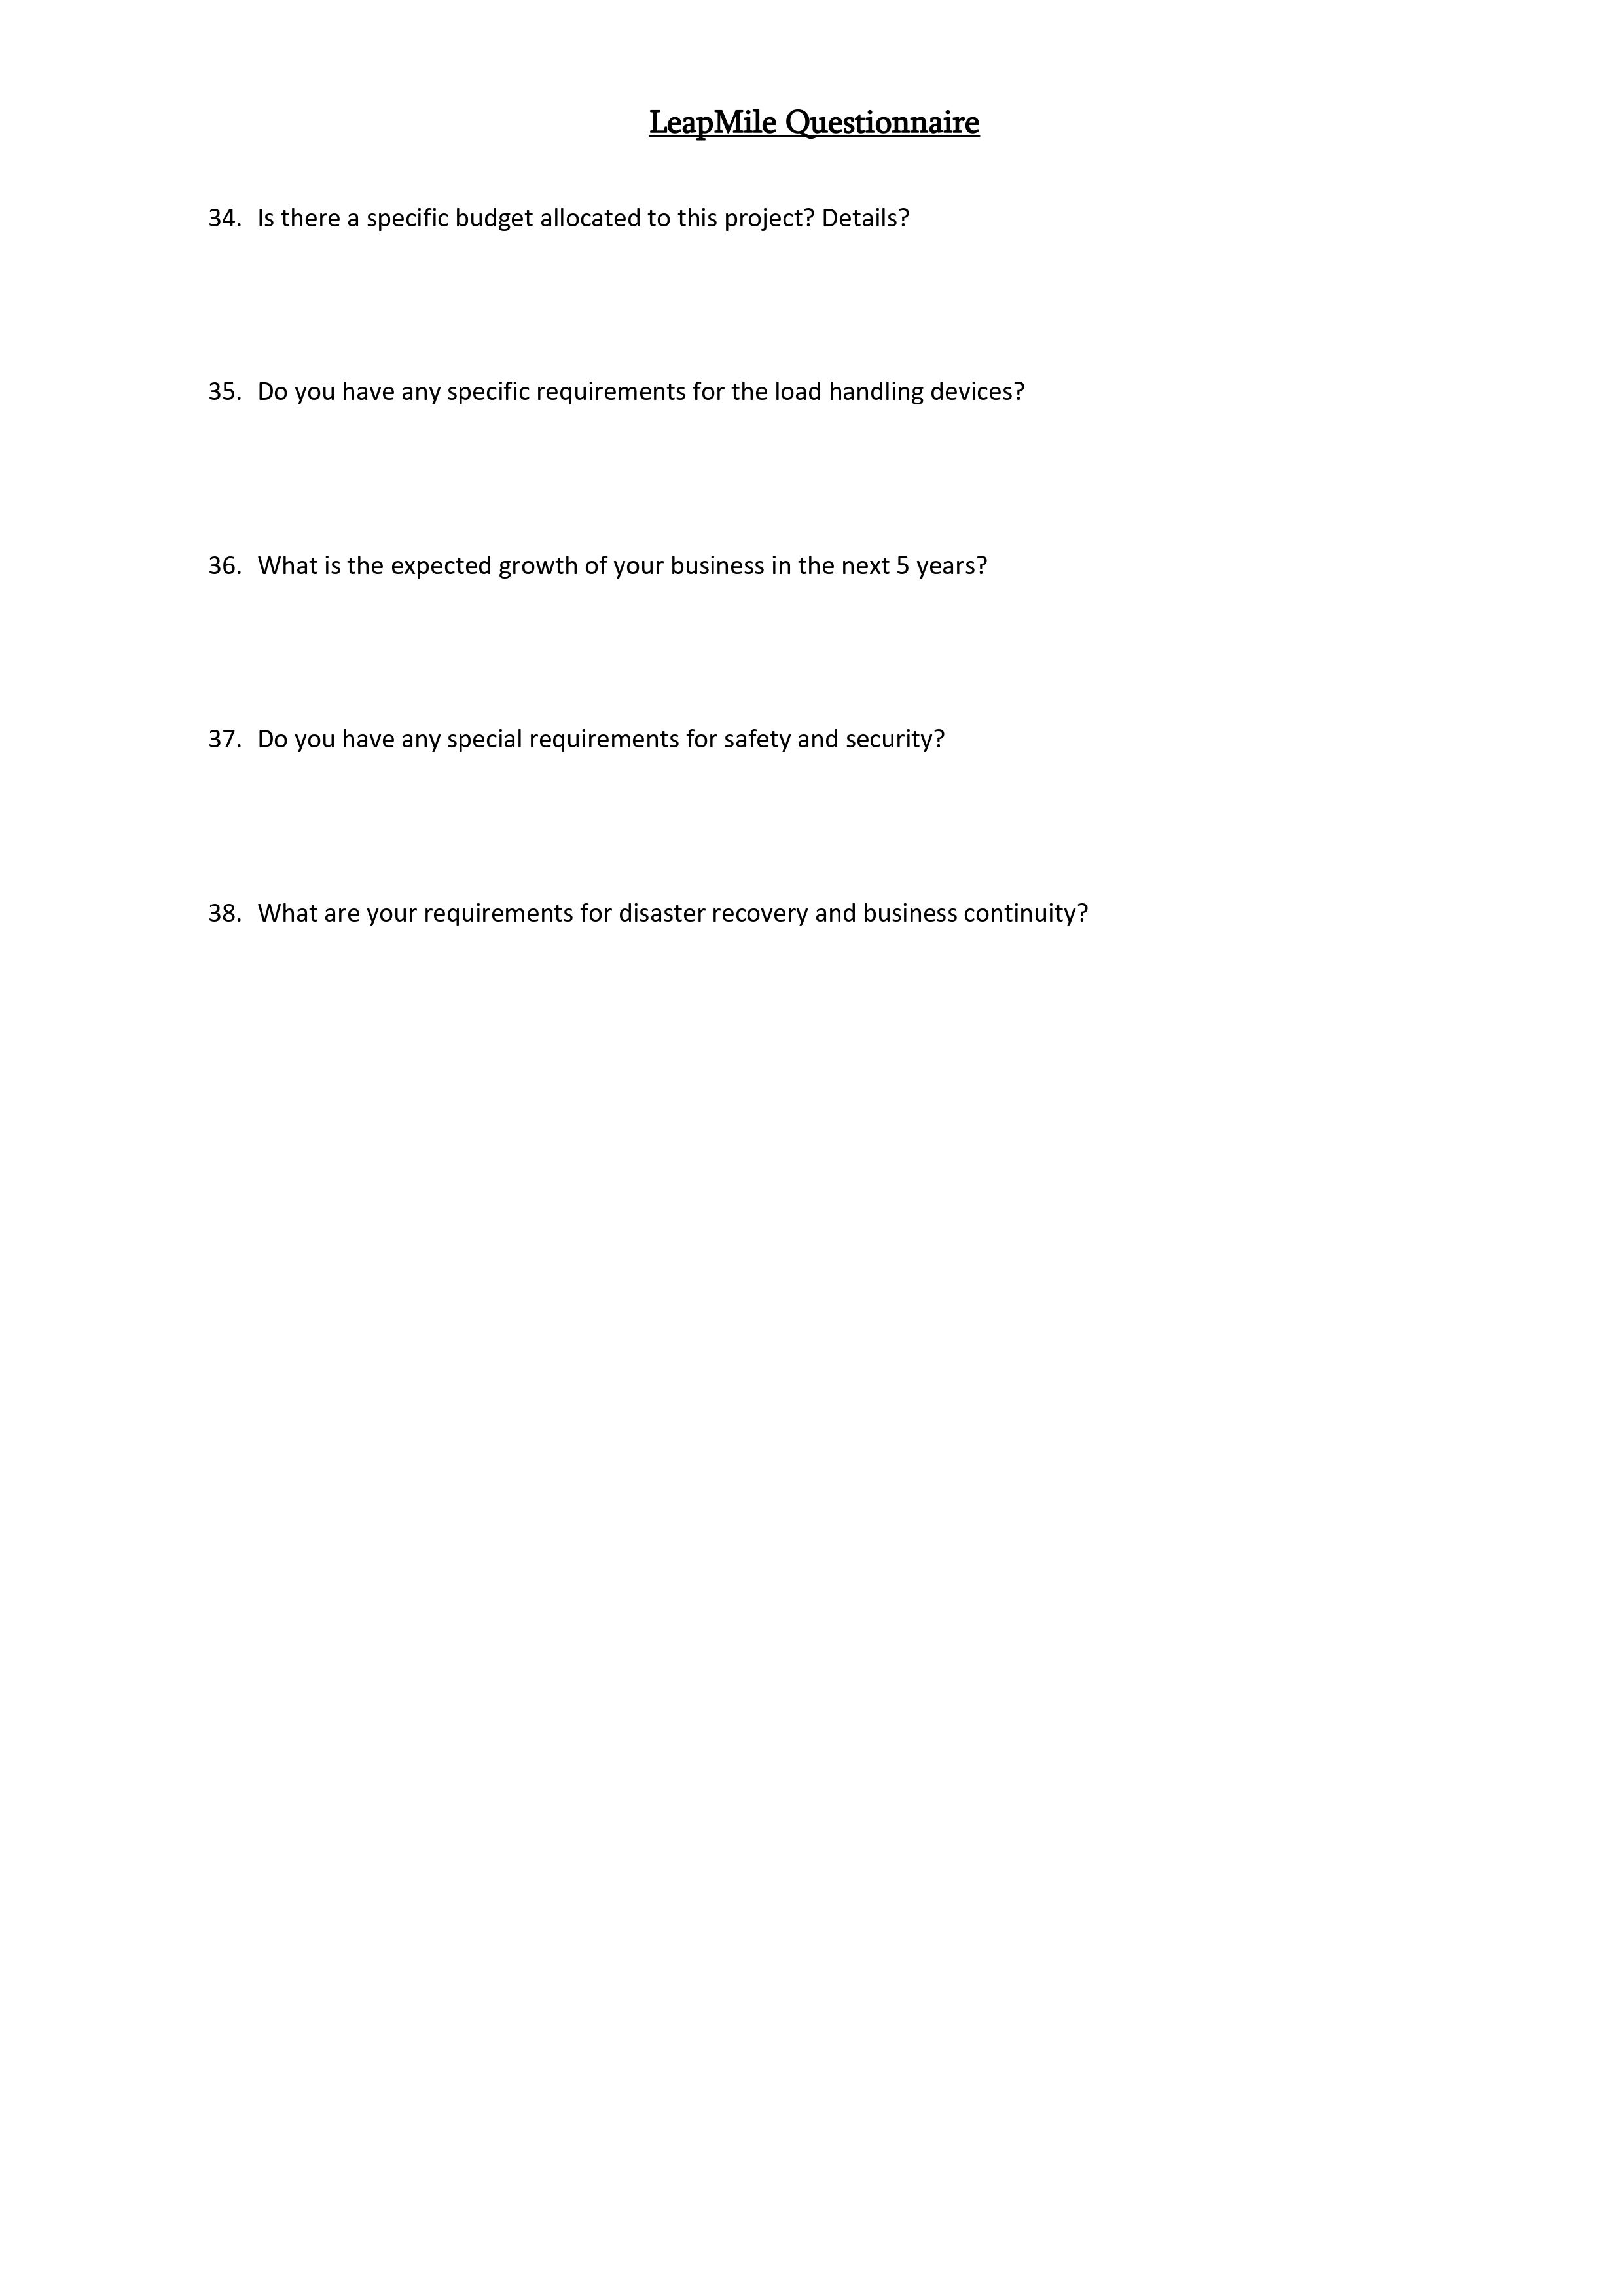 LeapMile Questionnaire
34. Is there a specific budget allocated to this project? Details?
35. Do you have any specific requirements for the load handling devices?
36. What is the expected growth of your business in the next 5 years?
37. Do you have any special requirements for safety and security?
38. What are your requirements for disaster recovery and business continuity?